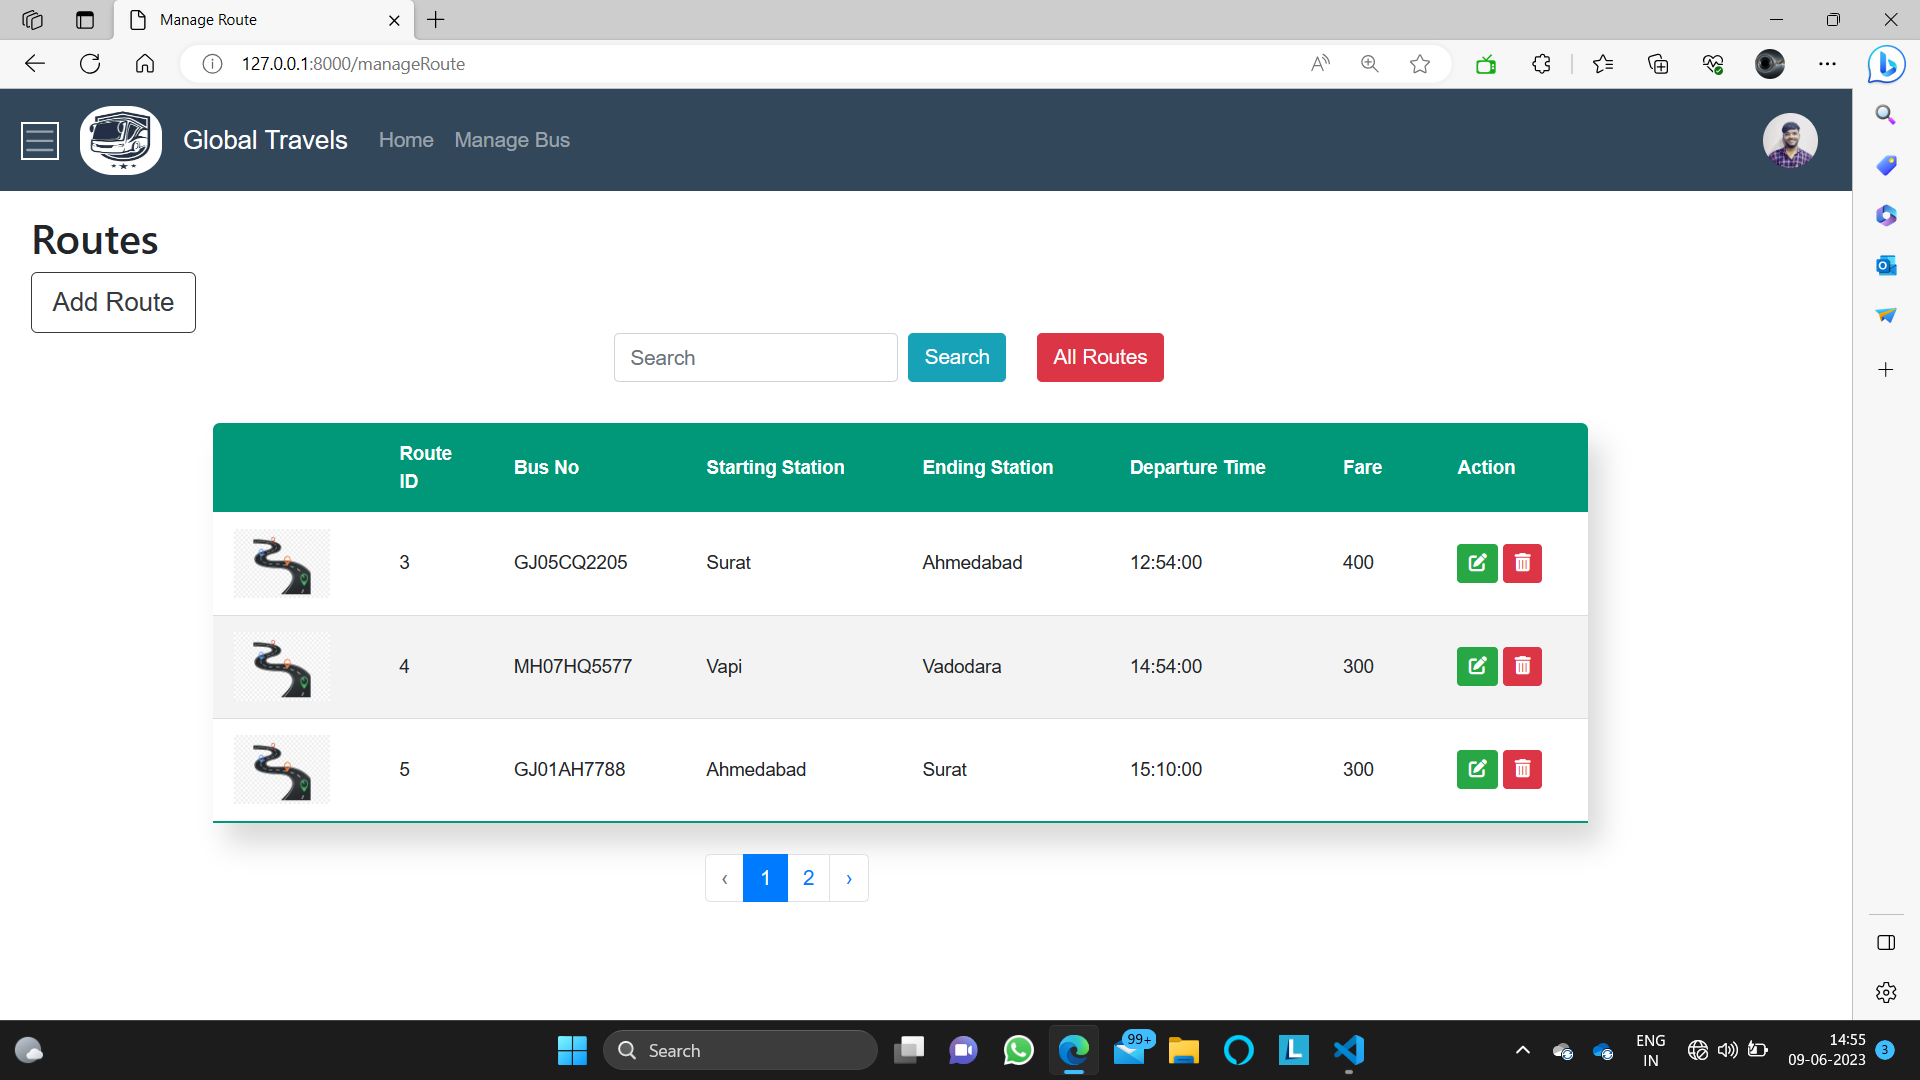 Manage Route
127.0.0.1:8000/manageRoute
Global Travels Home Manage Bus
Routes
Add Route
Search Search All Routes
Route ID Bus No Starting Station Ending Station Departure Time Fare Action
3 GJ05CQ2205 Surat Ahmedabad 12:54:00 400
4 MH07HQ5577 Vapi Vadodara 14:54:00 300
5 GJ01AH7788 Ahmedabad Surat 15:10:00 300
‹ 1 2 ›
Search 99+ ENG IN 14:55 09-06-2023 3